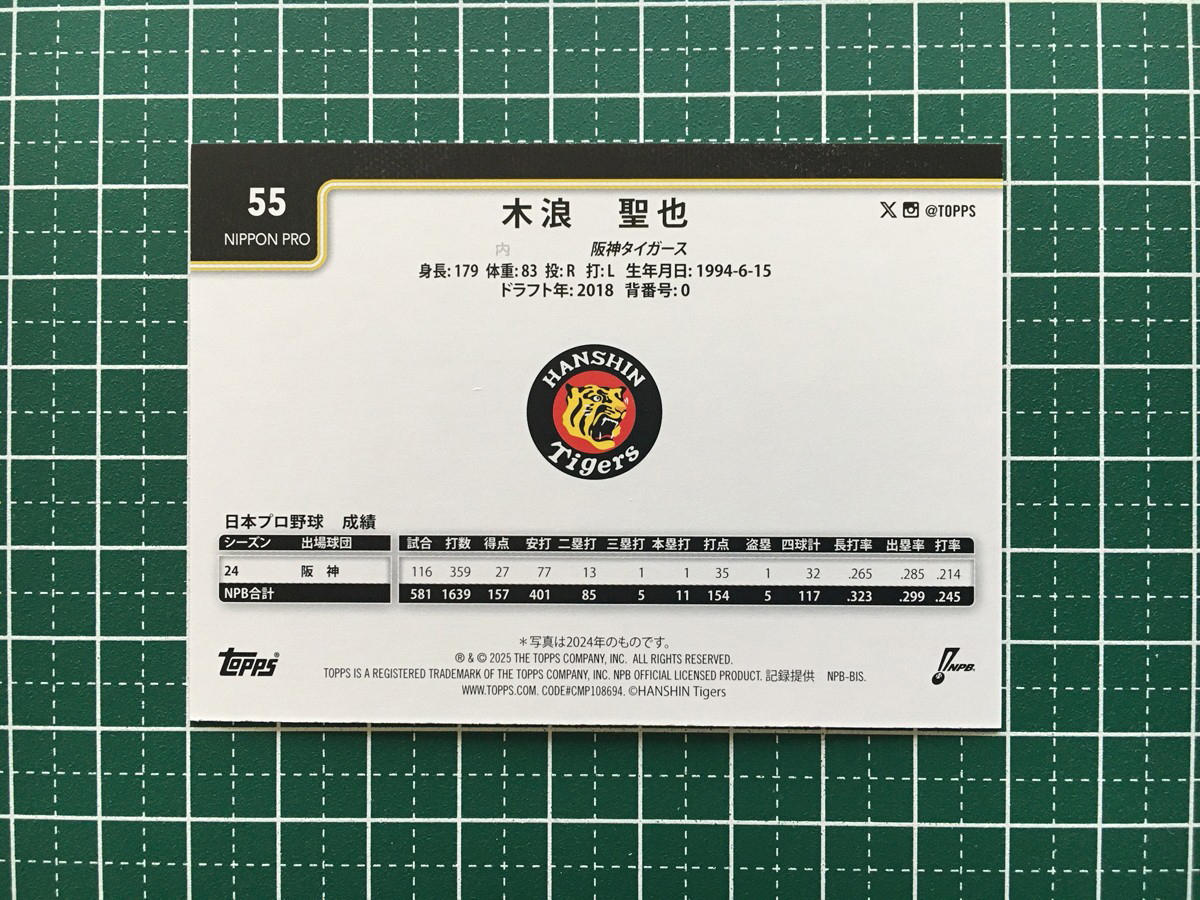 55
NIPPON PRO
木浪 聖也
@TOPPS
内 阪神タイガース
身長: 179 体重: 83 投: R 打: L 生年月日: 1994-6-15
ドラフト年: 2018 背番号: 0
HANSHIN
Tigers
日本プロ野球 成績
シーズン 出場球団 試合 打数 得点 安打 二塁打 三塁打 本塁打 打点 盗塁 四球計 長打率 出塁率 打率
24 阪神 116 359 27 77 13 1 1 35 1 32 .265 .285 .214
NPB合計 581 1639 157 401 85 5 11 154 5 117 .323 .299 .245
topps®
＊写真は2024年のものです。
® & © 2025 THE TOPPS COMPANY, INC. ALL RIGHTS RESERVED.
TOPPS IS A REGISTERED TRADEMARK OF THE TOPPS COMPANY, INC. NPB OFFICIAL LICENSED PRODUCT. 記録提供 NPB-BIS.
WWW.TOPPS.COM. CODE#CMP108694. ©HANSHIN Tigers
NPB.